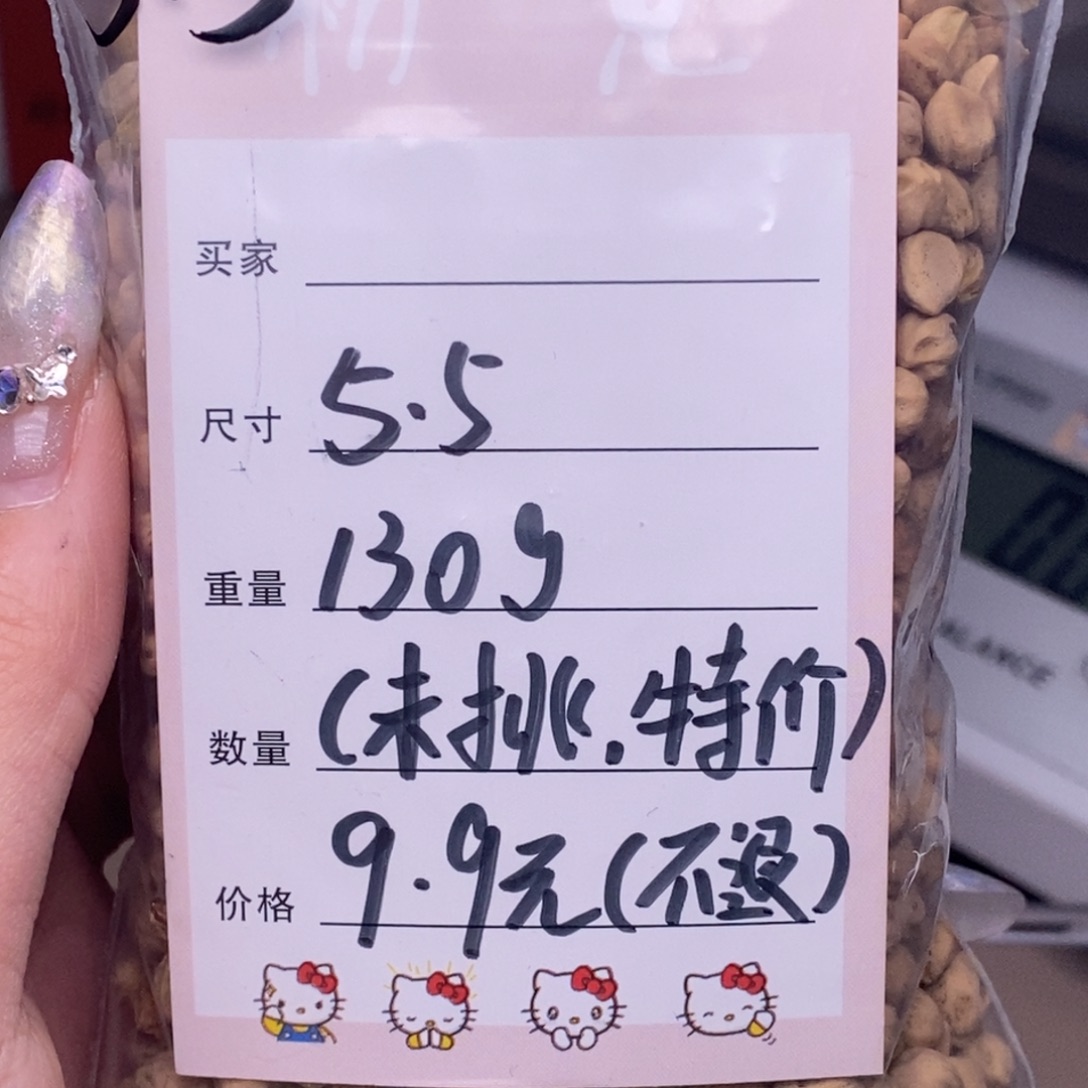 买家
尺寸 5.5
重量 130g
数量 (未挑.特价)
价格 9.9元(不退)
BALANCE